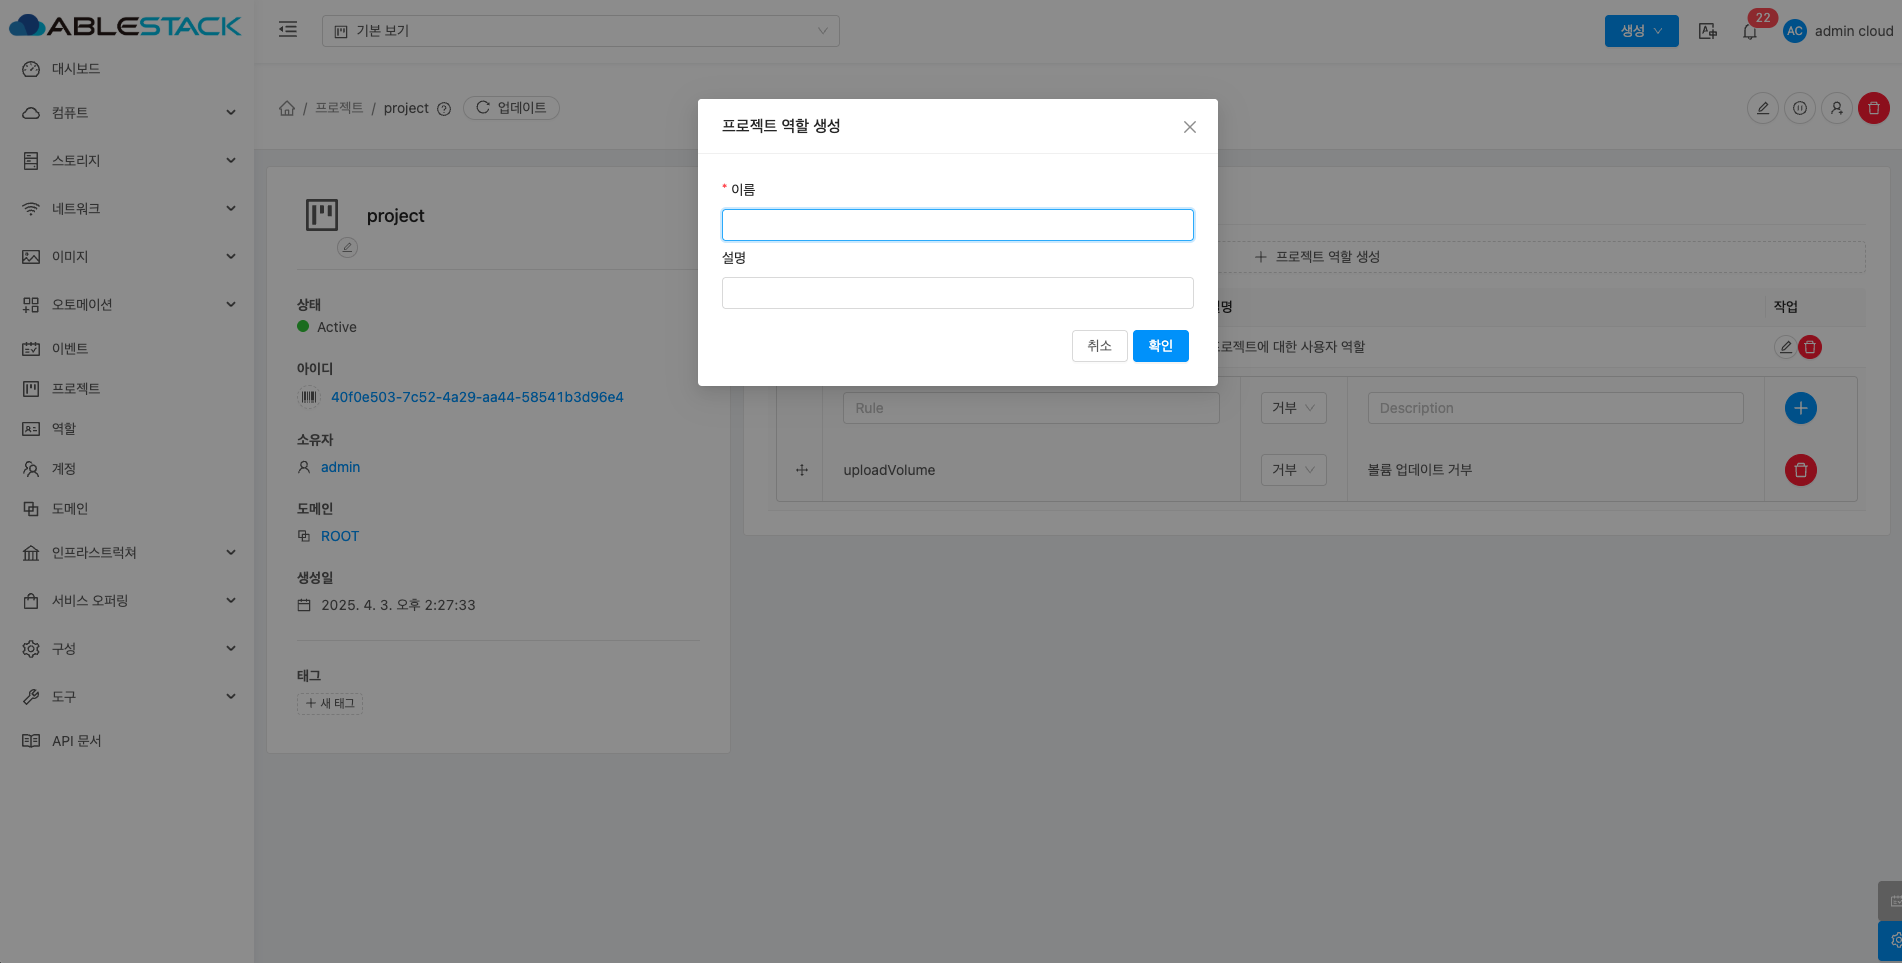 ABLESTACK
기본 보기
생성
22
AC
admin cloud
대시보드
컴퓨트
스토리지
네트워크
이미지
오토메이션
이벤트
프로젝트
역할
계정
도메인
인프라스트럭쳐
서비스 오퍼링
구성
도구
API 문서
/ 프로젝트 / project
업데이트
project
상태
Active
아이디
40f0e503-7c52-4a29-aa44-58541b3d96e4
소유자
admin
도메인
ROOT
생성일
2025. 4. 3. 오후 2:27:33
태그
+ 새 태그
프로젝트 역할 생성
* 이름
설명
취소
확인
+ 프로젝트 역할 생성
작업
프로젝트에 대한 사용자 역할
Rule
거부
Description
uploadVolume
거부
볼륨 업데이트 거부